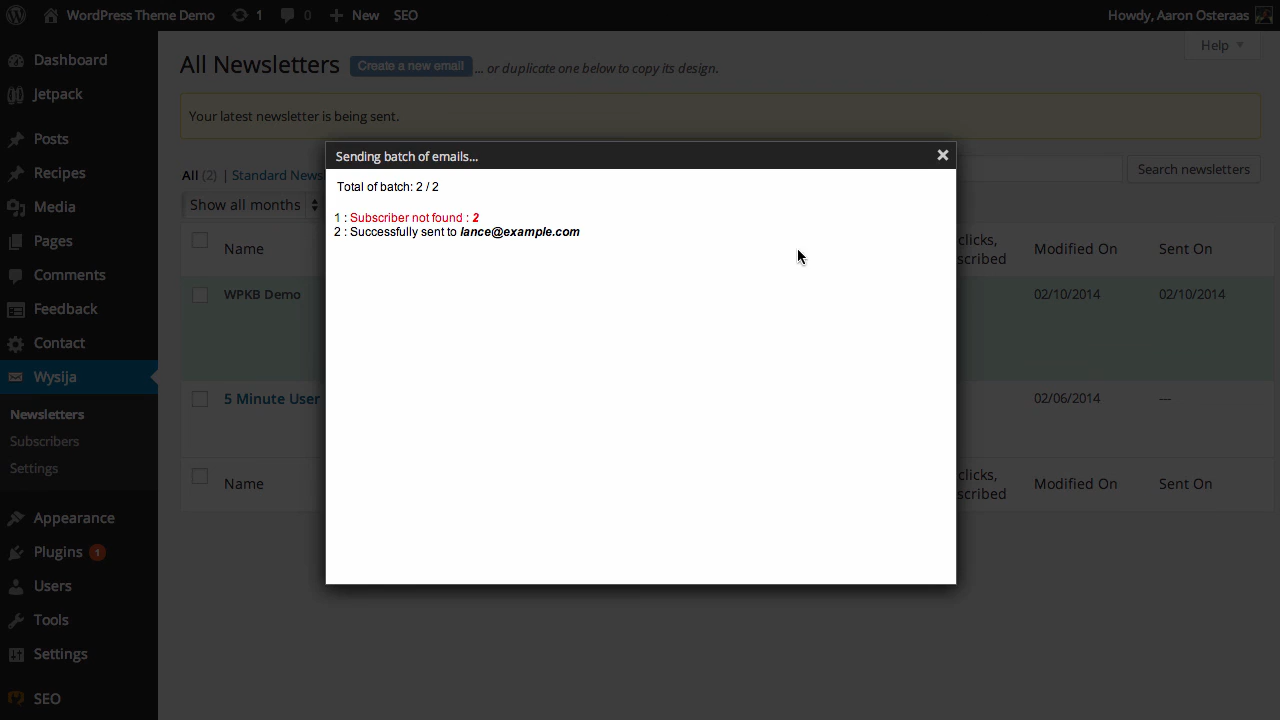 WordPress Theme Demo 1 0 New SEO Howdy, Aaron Osteraas
Help
All Newsletters Create a new email ... or duplicate one below to copy its design.
Your latest newsletter is being sent.
Sending batch of emails...
Total of batch: 2 / 2
1 : Subscriber not found : 2
2 : Successfully sent to lance@example.com
All (2) | Standard News
Search newsletters
Show all months
Name clicks, scribed Modified On Sent On
WPKB Demo 02/10/2014 02/10/2014
5 Minute User 02/06/2014 ---
Name clicks, scribed Modified On Sent On
Dashboard
Jetpack
Posts
Recipes
Media
Pages
Comments
Feedback
Contact
Wysija
Newsletters
Subscribers
Settings
Appearance
Plugins 1
Users
Tools
Settings
SEO